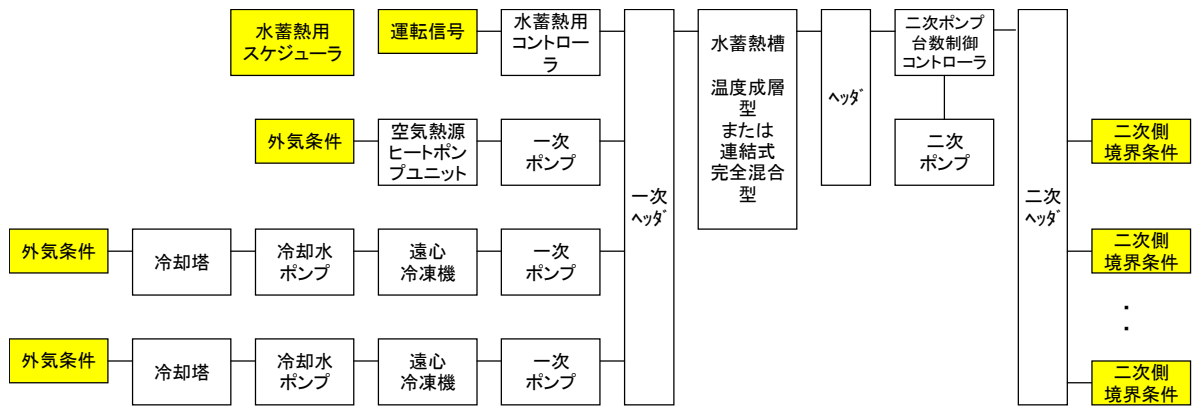 水蓄熱用
スケジューラ
運転信号
水蓄熱用
コントロー
ラ
水蓄熱槽
温度成層
型
または
連結式
完全混合
型
ﾍｯﾀﾞ
二次ポンプ
台数制御
コントローラ
外気条件
空気熱源
ヒートポン
プユニット
一次
ポンプ
二次
ポンプ
二次側
境界条件
一次
ﾍｯﾀﾞ
二次
ﾍｯﾀﾞ
外気条件
冷却塔
冷却水
ポンプ
遠心
冷凍機
一次
ポンプ
二次側
境界条件
・
・
外気条件
冷却塔
冷却水
ポンプ
遠心
冷凍機
一次
ポンプ
二次側
境界条件